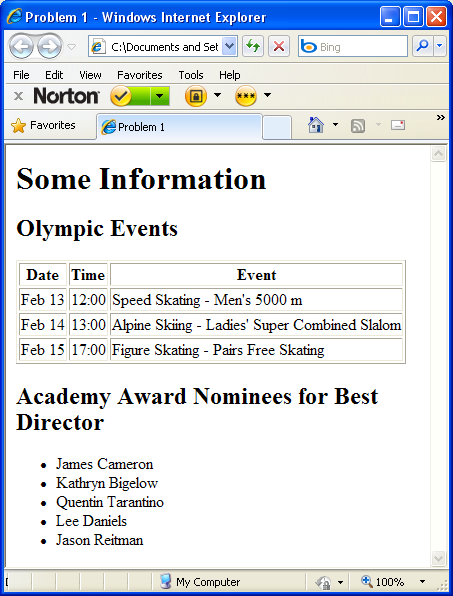 Problem 1 - Windows Internet Explorer
C:\Documents and Set
Bing
File Edit View Favorites Tools Help
x Norton
Favorites Problem 1 »
Some Information
Olympic Events
Date Time Event
Feb 13 12:00 Speed Skating - Men's 5000 m
Feb 14 13:00 Alpine Skiing - Ladies' Super Combined Slalom
Feb 15 17:00 Figure Skating - Pairs Free Skating
Academy Award Nominees for Best
Director
• James Cameron
• Kathryn Bigelow
• Quentin Tarantino
• Lee Daniels
• Jason Reitman
My Computer 100%